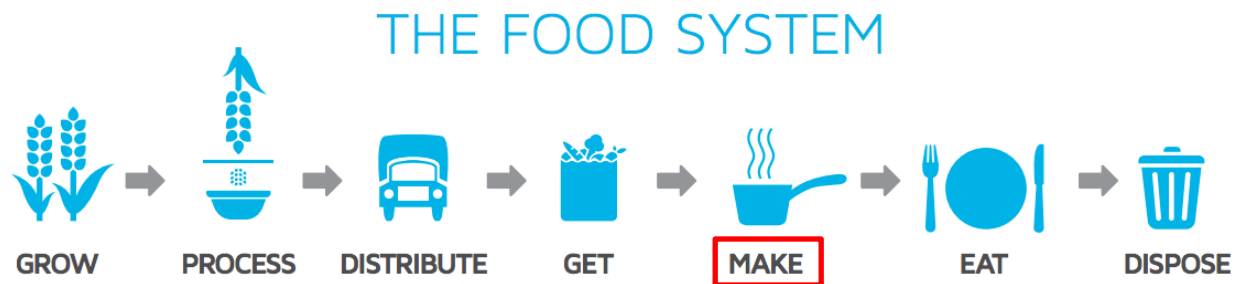 THE FOOD SYSTEM
GROW PROCESS DISTRIBUTE GET MAKE EAT DISPOSE